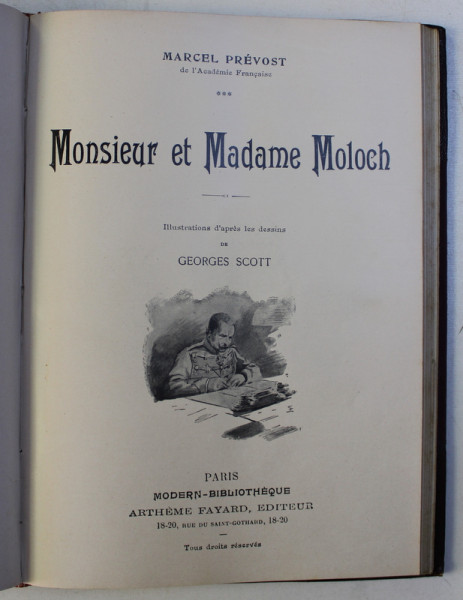 MARCEL PRÉVOST
de l'Académie Française
***
Monsieur et Madame Moloch
Illustrations d'après les dessins
DE
GEORGES SCOTT
PARIS
MODERN-BIBLIOTHÈQUE
ARTHÈME FAYARD, EDITEUR
18-20, RUE DU SAINT-GOTHARD, 18-20
Tous droits réservés